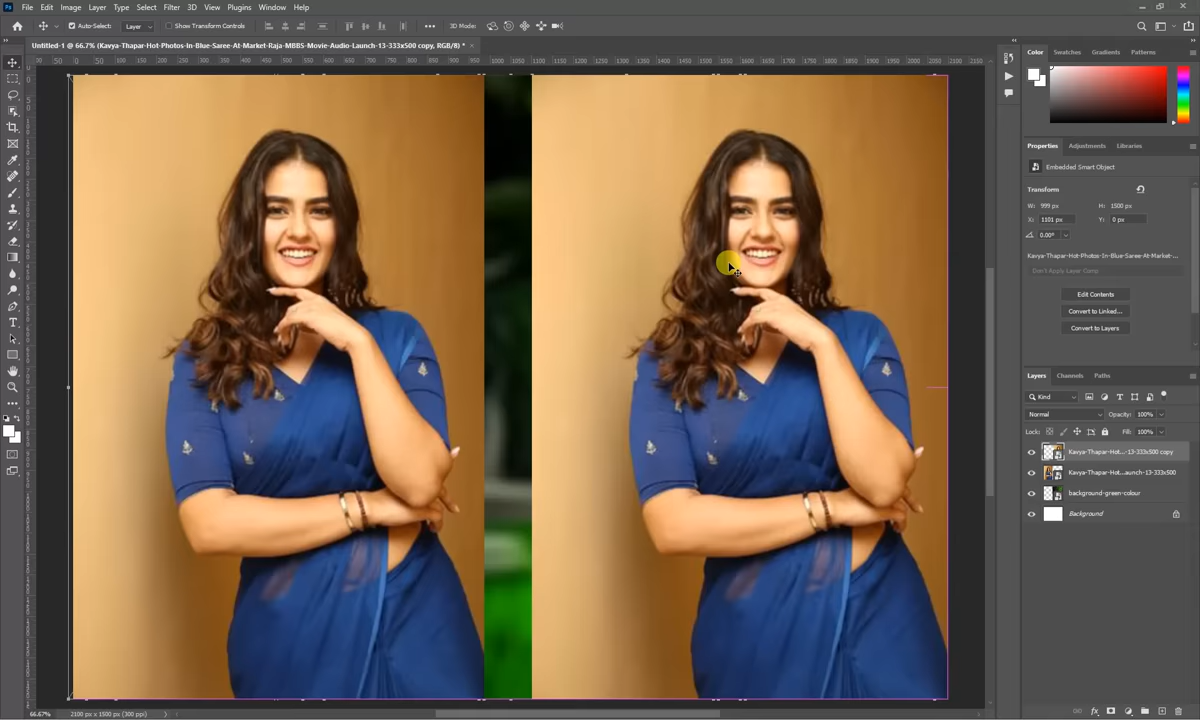 File Edit Image Layer Type Select Filter 3D View Plugins Window Help
Auto-Select: Layer Show Transform Controls 3D Mode:
Untitled-1 @ 66.7% (Kavya-Thapar-Hot-Photos-In-Blue-Saree-At-Market-Raja-MBBS-Movie-Audio-Launch-13-333x500 copy, RGB/8) *
Color Swatches Gradients Patterns
Properties Adjustments Libraries
Embedded Smart Object
Transform
W: 999 px H: 1500 px
X: 1101 px Y: 0 px
0.00°
Kavya-Thapar-Hot-Photos-In-Blue-Saree-At-Market-...
Don't Apply Layer Comp
Edit Contents
Convert to Linked...
Convert to Layers
Layers Channels Paths
Kind
Normal Opacity: 100%
Lock: Fill: 100%
Kavya-Thapar-Hot...-13-333x500 copy
Kavya-Thapar-Hot...aunch-13-333x500
background-green-colour
Background
66.67% 2100 px x 1500 px (300 ppi)